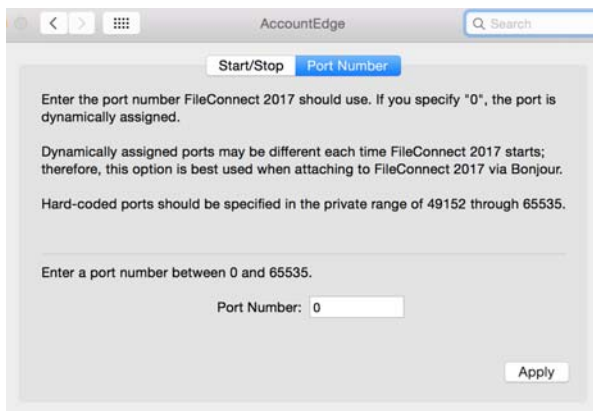 AccountEdge
Search
Start/Stop Port Number
Enter the port number FileConnect 2017 should use. If you specify "0", the port is
dynamically assigned.
Dynamically assigned ports may be different each time FileConnect 2017 starts;
therefore, this option is best used when attaching to FileConnect 2017 via Bonjour.
Hard-coded ports should be specified in the private range of 49152 through 65535.
Enter a port number between 0 and 65535.
Port Number: 0
Apply